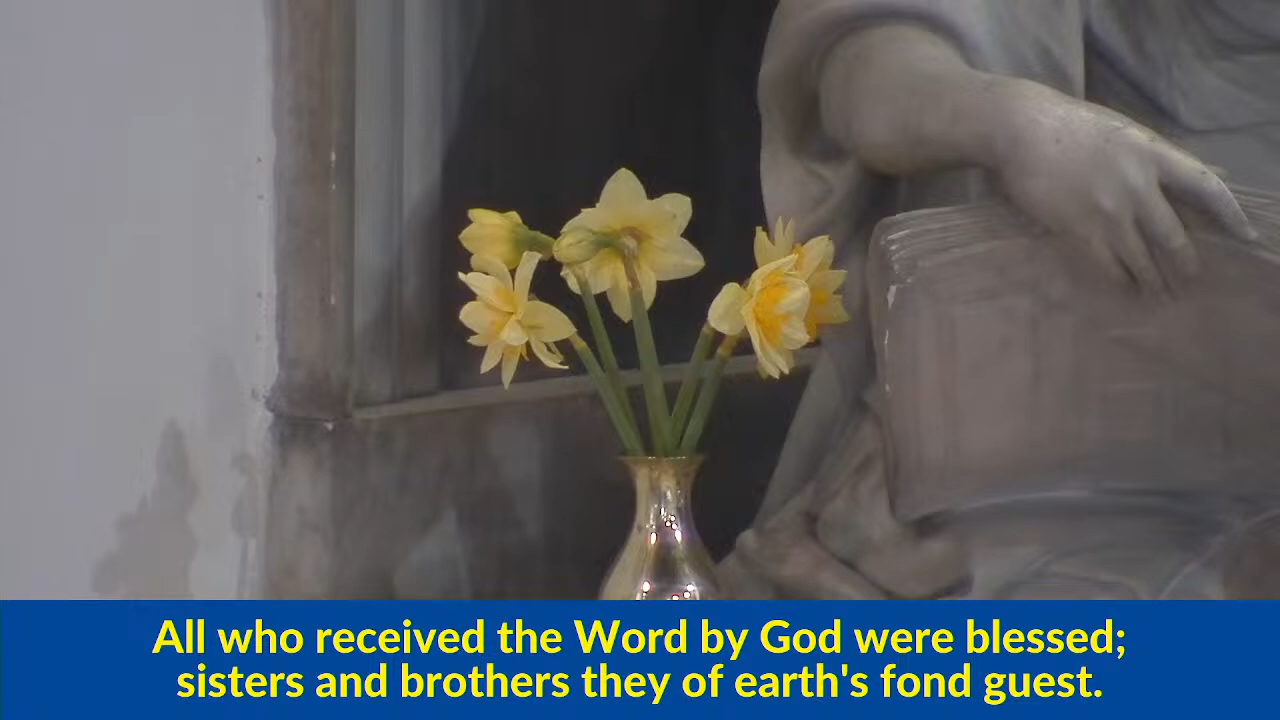 All who received the Word by God were blessed;
sisters and brothers they of earth's fond guest.